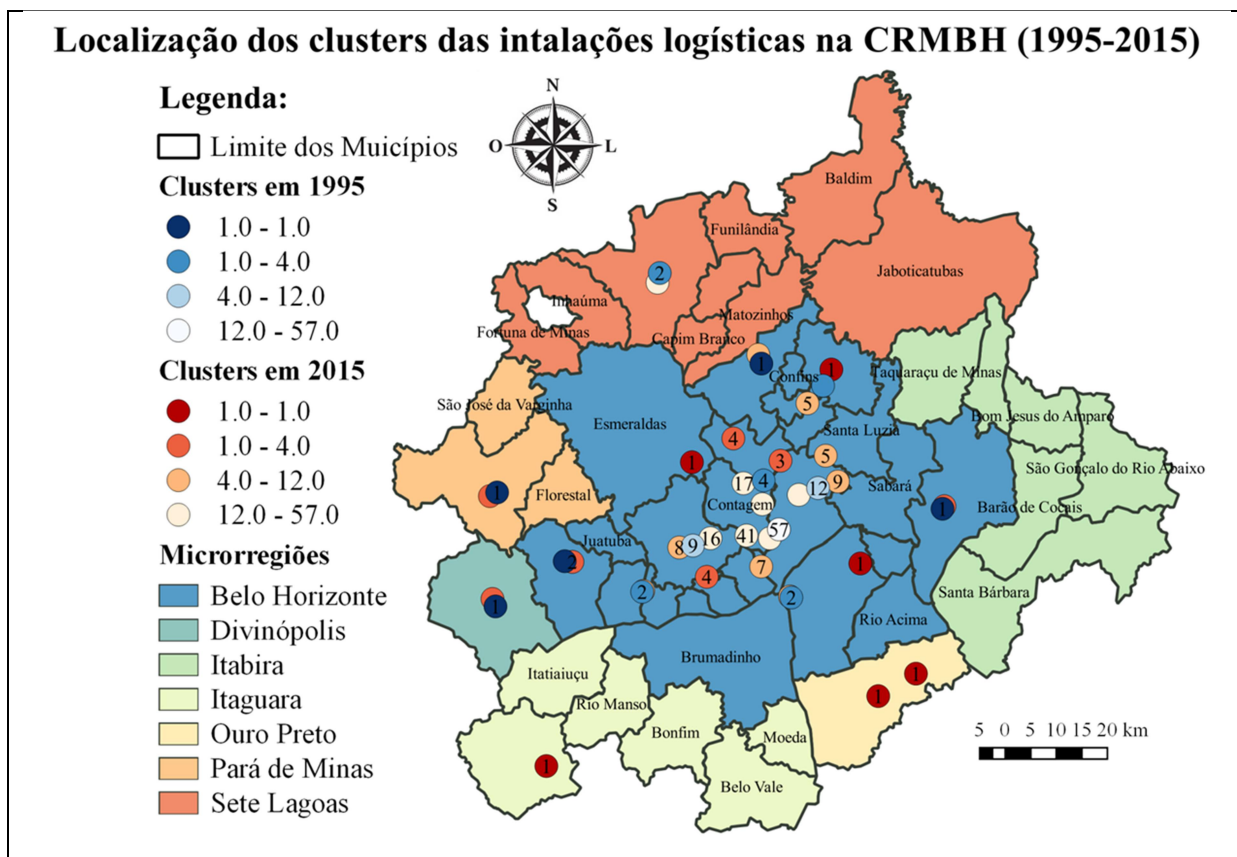 Localização dos clusters das intalações logísticas na CRMBH (1995-2015)
Legenda:
Limite dos Muicípios
Clusters em 1995
1.0 - 1.0
1.0 - 4.0
4.0 - 12.0
12.0 - 57.0
Clusters em 2015
1.0 - 1.0
1.0 - 4.0
4.0 - 12.0
12.0 - 57.0
Microrregiões
Belo Horizonte
Divinópolis
Itabira
Itaguara
Ouro Preto
Pará de Minas
Sete Lagoas
N
O
L
S
Baldim
Funilândia
Jaboticatubas
2
Inhaúma
Matozinhos
Fortuna de Minas
Capim Branco
1
Confins
1
Taquaraçu de Minas
São José da Varginha
5
Bom Jesus do Amparo
Esmeraldas
4
Santa Luzia
1
3
5
São Gonçalo do Rio Abaixo
17
4
12
9
Sabará
1
Florestal
Contagem
1
Barão de Cocais
Juatuba
8
9
16
41
57
2
4
7
1
2
2
Santa Bárbara
1
Rio Acima
Brumadinho
Itatiaiuçu
1
1
Rio Manso
Bonfim
Moeda
1
Belo Vale
5 0 5 10 15 20 km